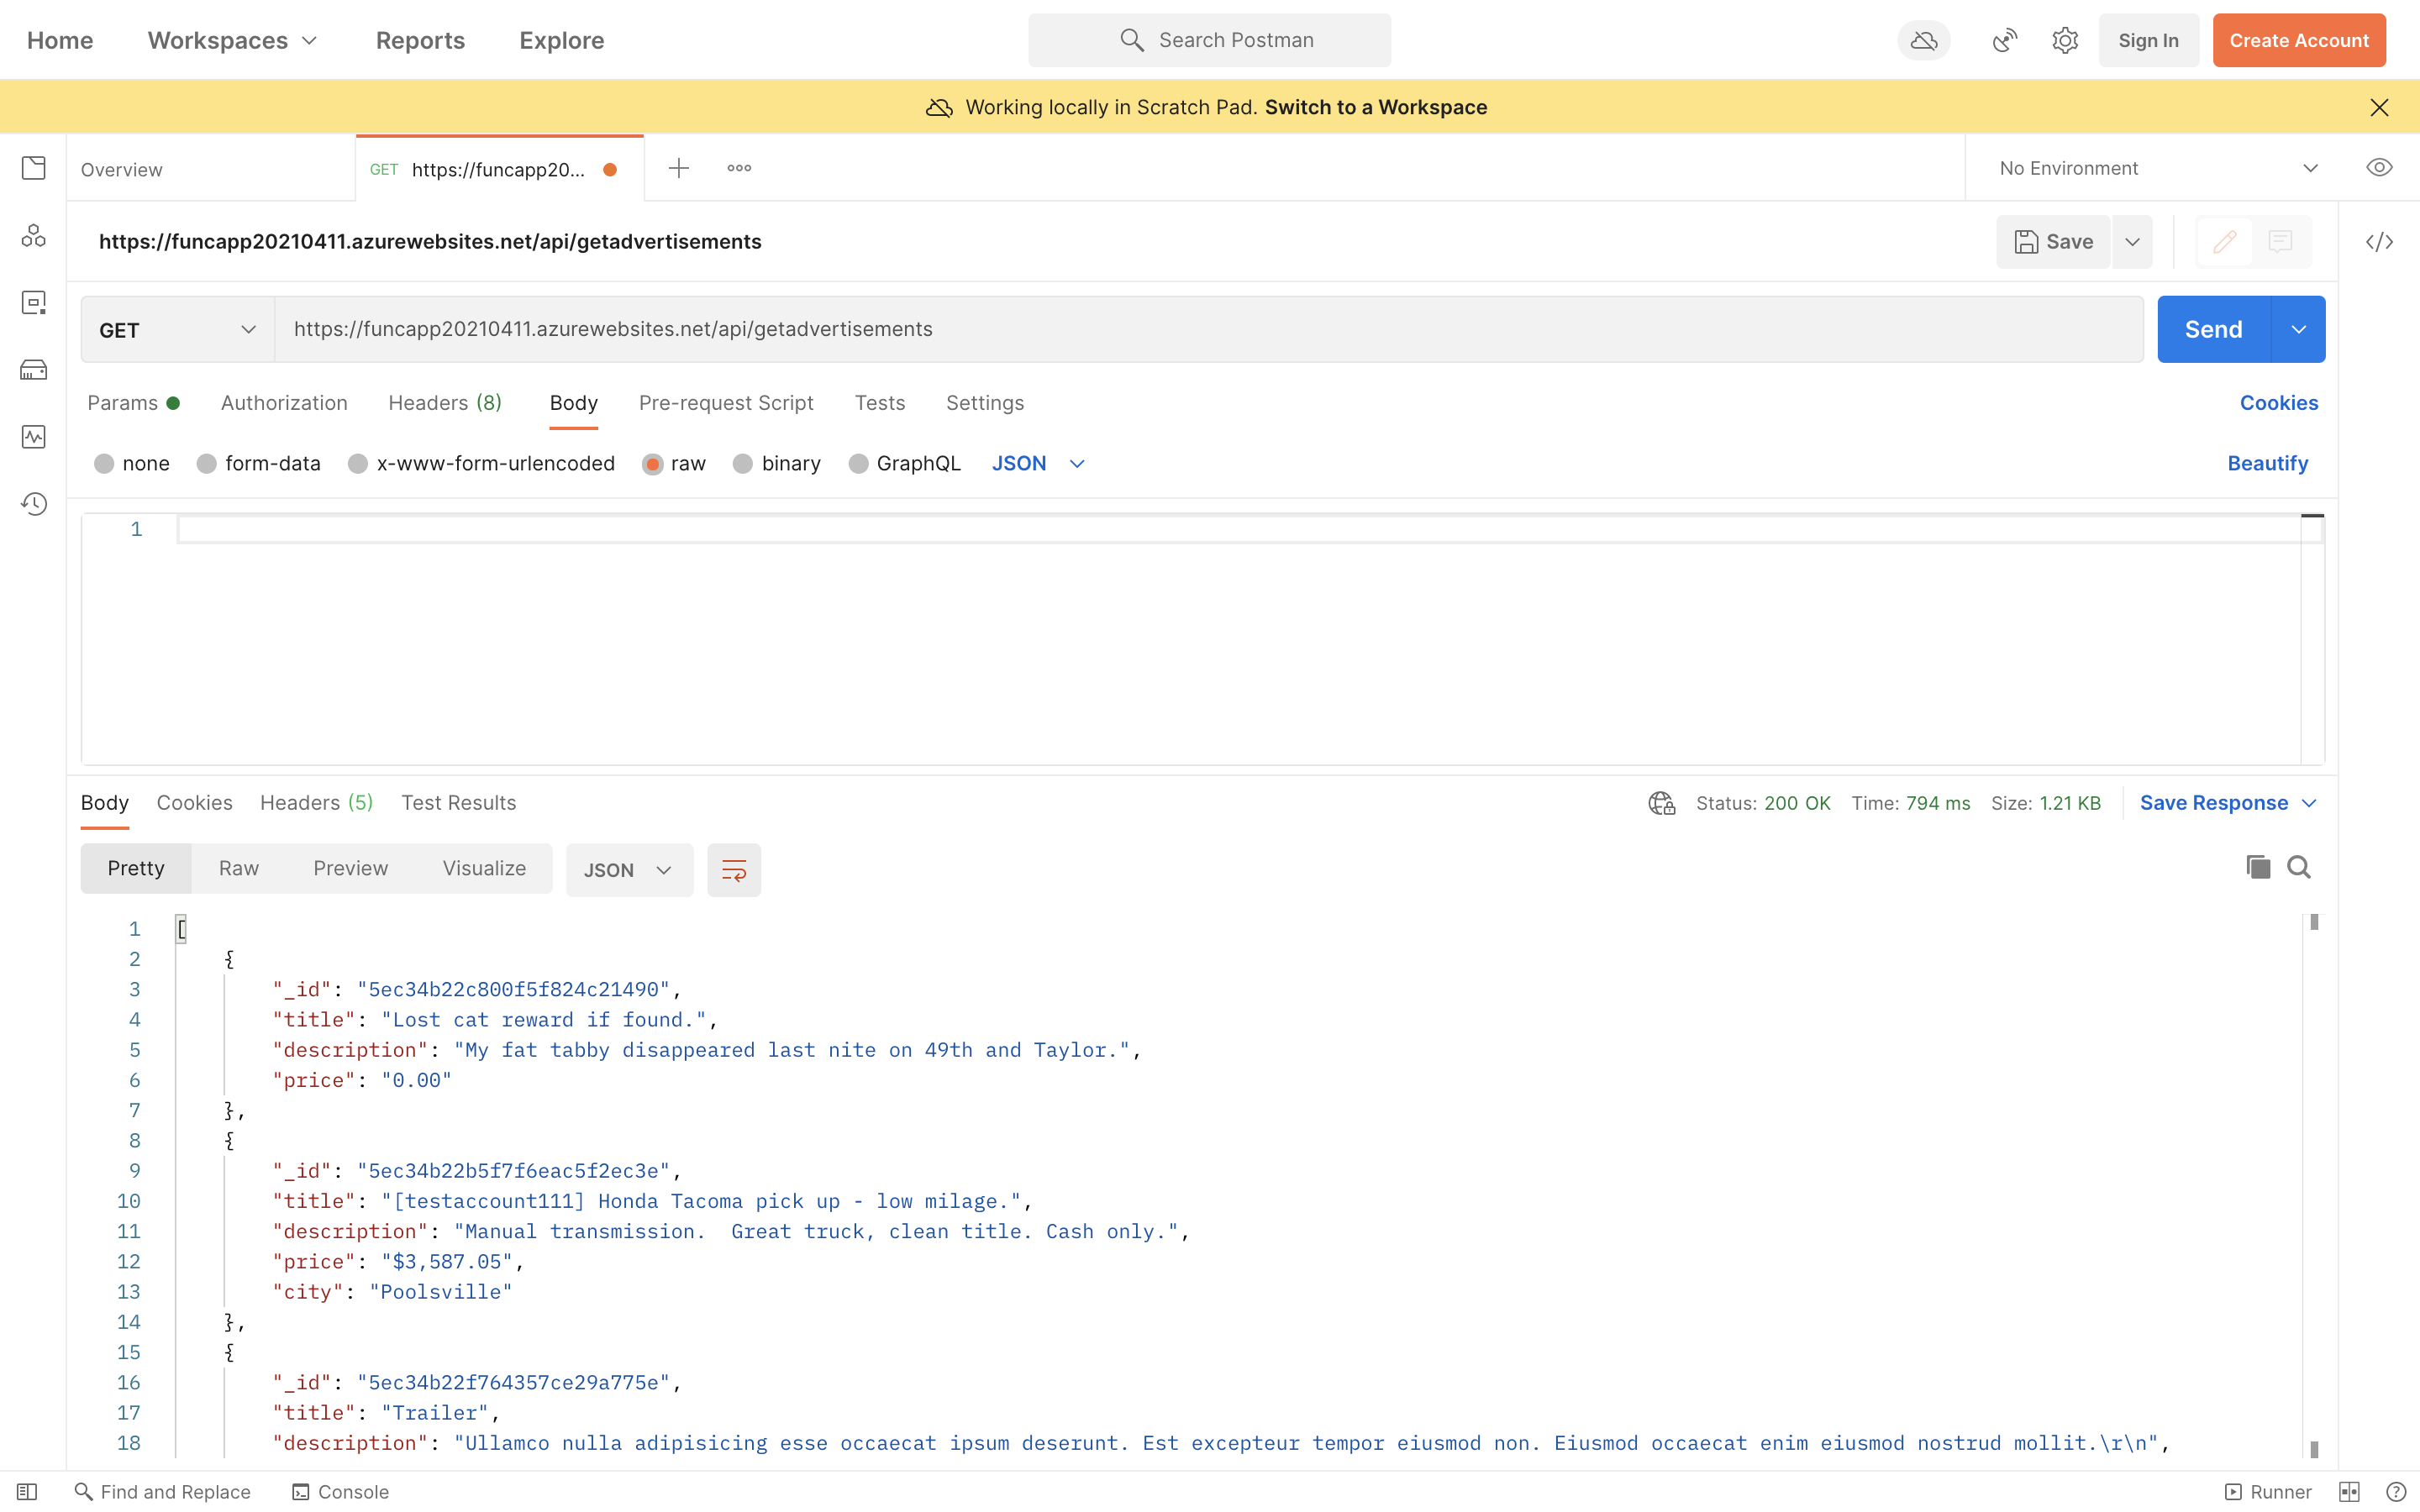 Home Workspaces Reports Explore Search Postman Sign In Create Account
Working locally in Scratch Pad. Switch to a Workspace
Overview GET https://funcapp20... No Environment
https://funcapp20210411.azurewebsites.net/api/getadvertisements Save
GET https://funcapp20210411.azurewebsites.net/api/getadvertisements Send
Params Authorization Headers (8) Body Pre-request Script Tests Settings Cookies
none form-data x-www-form-urlencoded raw binary GraphQL JSON Beautify
1
Body Cookies Headers (5) Test Results Status: 200 OK Time: 794 ms Size: 1.21 KB Save Response
Pretty Raw Preview Visualize JSON
1 [
2 {
3 "_id": "5ec34b22c800f5f824c21490",
4 "title": "Lost cat reward if found.",
5 "description": "My fat tabby disappeared last nite on 49th and Taylor.",
6 "price": "0.00"
7 },
8 {
9 "_id": "5ec34b22b5f7f6eac5f2ec3e",
10 "title": "[testaccount111] Honda Tacoma pick up - low milage.",
11 "description": "Manual transmission.  Great truck, clean title. Cash only.",
12 "price": "$3,587.05",
13 "city": "Poolsville"
14 },
15 {
16 "_id": "5ec34b22f764357ce29a775e",
17 "title": "Trailer",
18 "description": "Ullamco nulla adipisicing esse occaecat ipsum deserunt. Est excepteur tempor eiusmod non. Eiusmod occaecat enim eiusmod nostrud mollit.\r\n",
Find and Replace Console Runner